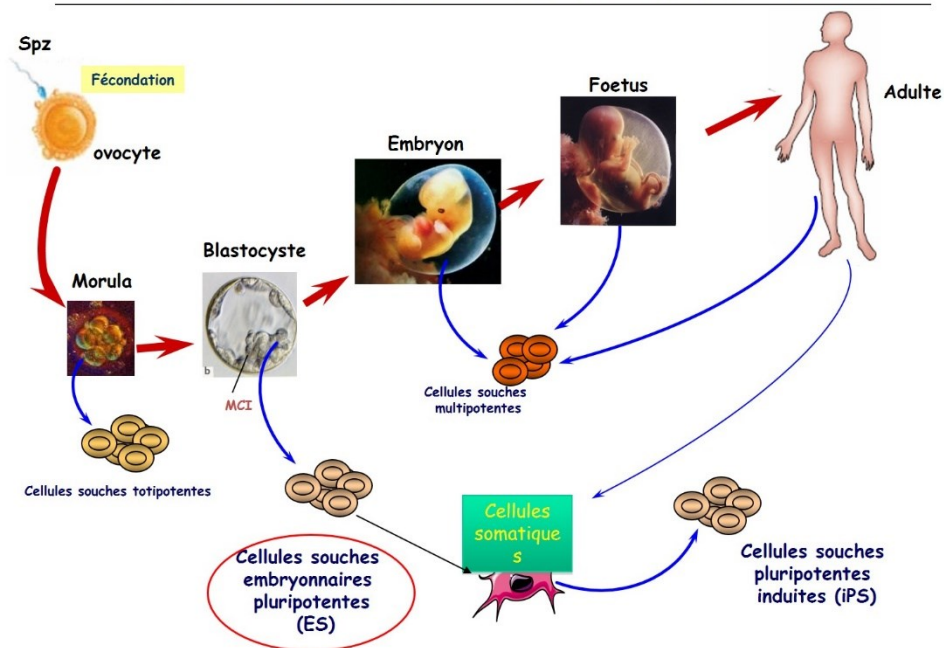 Spz
Fécondation
ovocyte
Morula
Blastocyste
Embryon
Foetus
Adulte
b
MCI
Cellules souches totipotentes
Cellules souches
multipotentes
Cellules souches
embryonnaires
pluripotentes
(ES)
Cellules
somatique
s
Cellules souches
pluripotentes
induites (iPS)